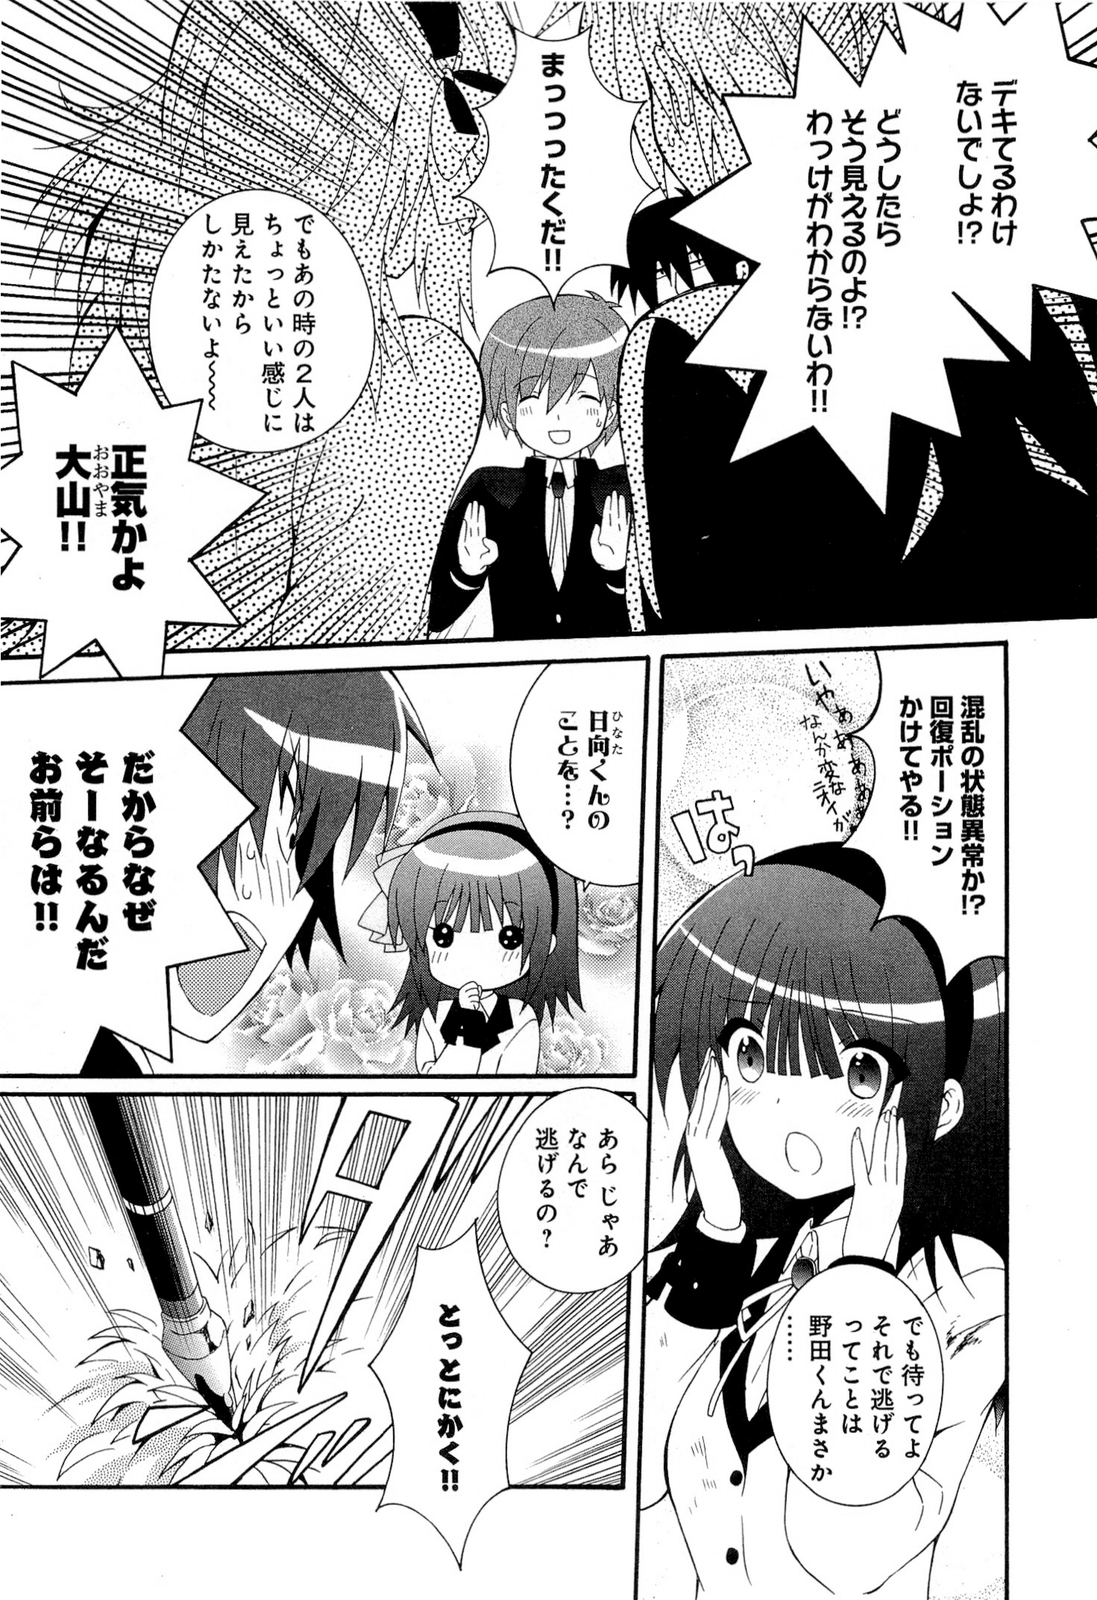 デキてるわけ
ないでしょ!?
どうしたら
そう見えるのよ!?
わっけがわからないわ!!
まっったくだ!!
でもあの時の2人は
ちょっといい感じに
見えたから
しかたないよ〜〜〜
正気かよ
大山!!
おおやま
混乱の状態異常か!?
回復ポーション
かけてやる!!
いやぁぁぁぁぁ
なんか変な
はっ
でも待ってよ
それで逃げる
ってことは
野田くんまさか
……
日向くんの
ひなた
ことを…?
だからなぜ
そーなるんだ
お前らは!!
あら じゃあ
なんで
逃げるの?
とっとにかく!!